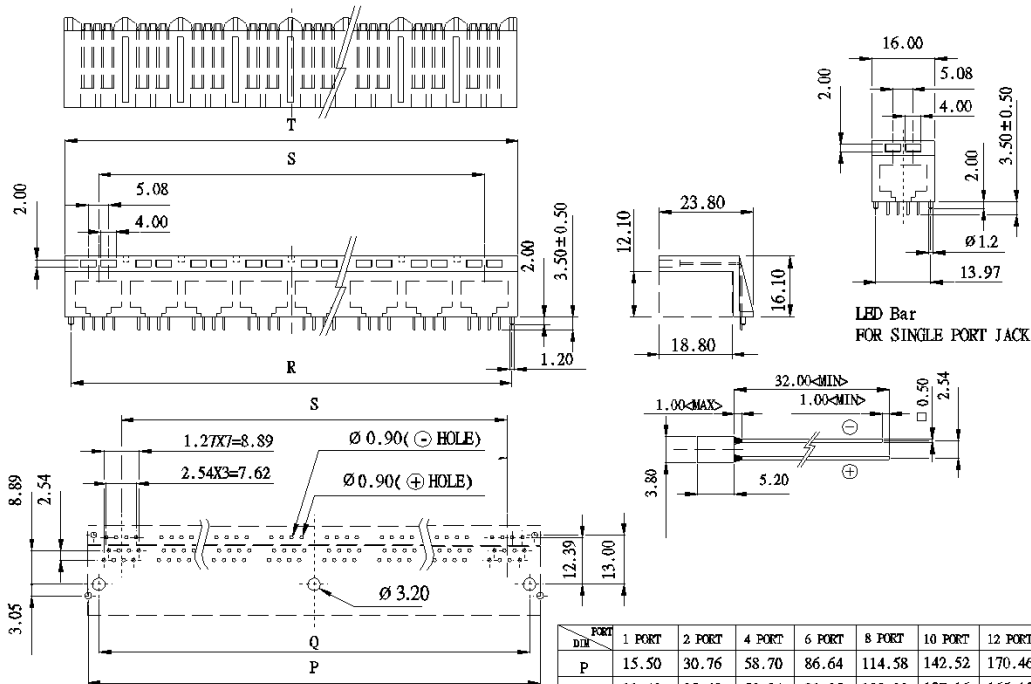 T
S
2.00
5.08
4.00
2.00
3.50±0.50
1.20
R
16.00
5.08
4.00
2.00
3.50±0.50
2.00
Ø1.2
13.97
LED Bar
FOR SINGLE PORT JACK
23.80
12.10
16.10
18.80
32.00<MIN>
1.00<MAX>
1.00<MIN>
□ 0.50
2.54
3.80
5.20
⊖
⊕
S
1.27X7=8.89
2.54X3=7.62
Ø 0.90( ⊖ HOLE)
Ø 0.90( ⊕ HOLE)
8.89
2.54
3.05
12.39
13.00
Ø 3.20
Q
P
PORT
DIM
1 PORT 2 PORT 4 PORT 6 PORT 8 PORT 10 PORT 12 PORT
P 15.50 30.76 58.70 86.64 114.58 142.52 170.46